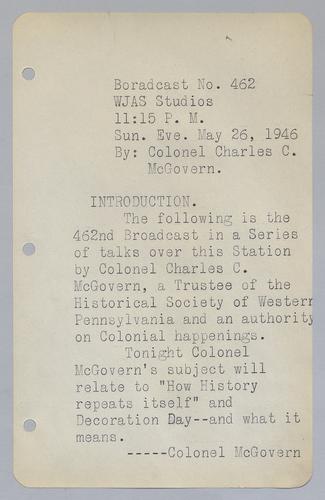 Boradcast No. 462
WJAS Studios
11:15 P. M.
Sun. Eve. May 26, 1946
By: Colonel Charles C.
McGovern.
INTRODUCTION.
The following is the
462nd Broadcast in a Series
of talks over this Station
by Colonel Charles C.
McGovern, a Trustee of the
Historical Society of Western
Pennsylvania and an authority
on Colonial happenings.
Tonight Colonel
McGovern's subject will
relate to "How History
repeats itself" and
Decoration Day--and what it
means.
-----Colonel McGovern